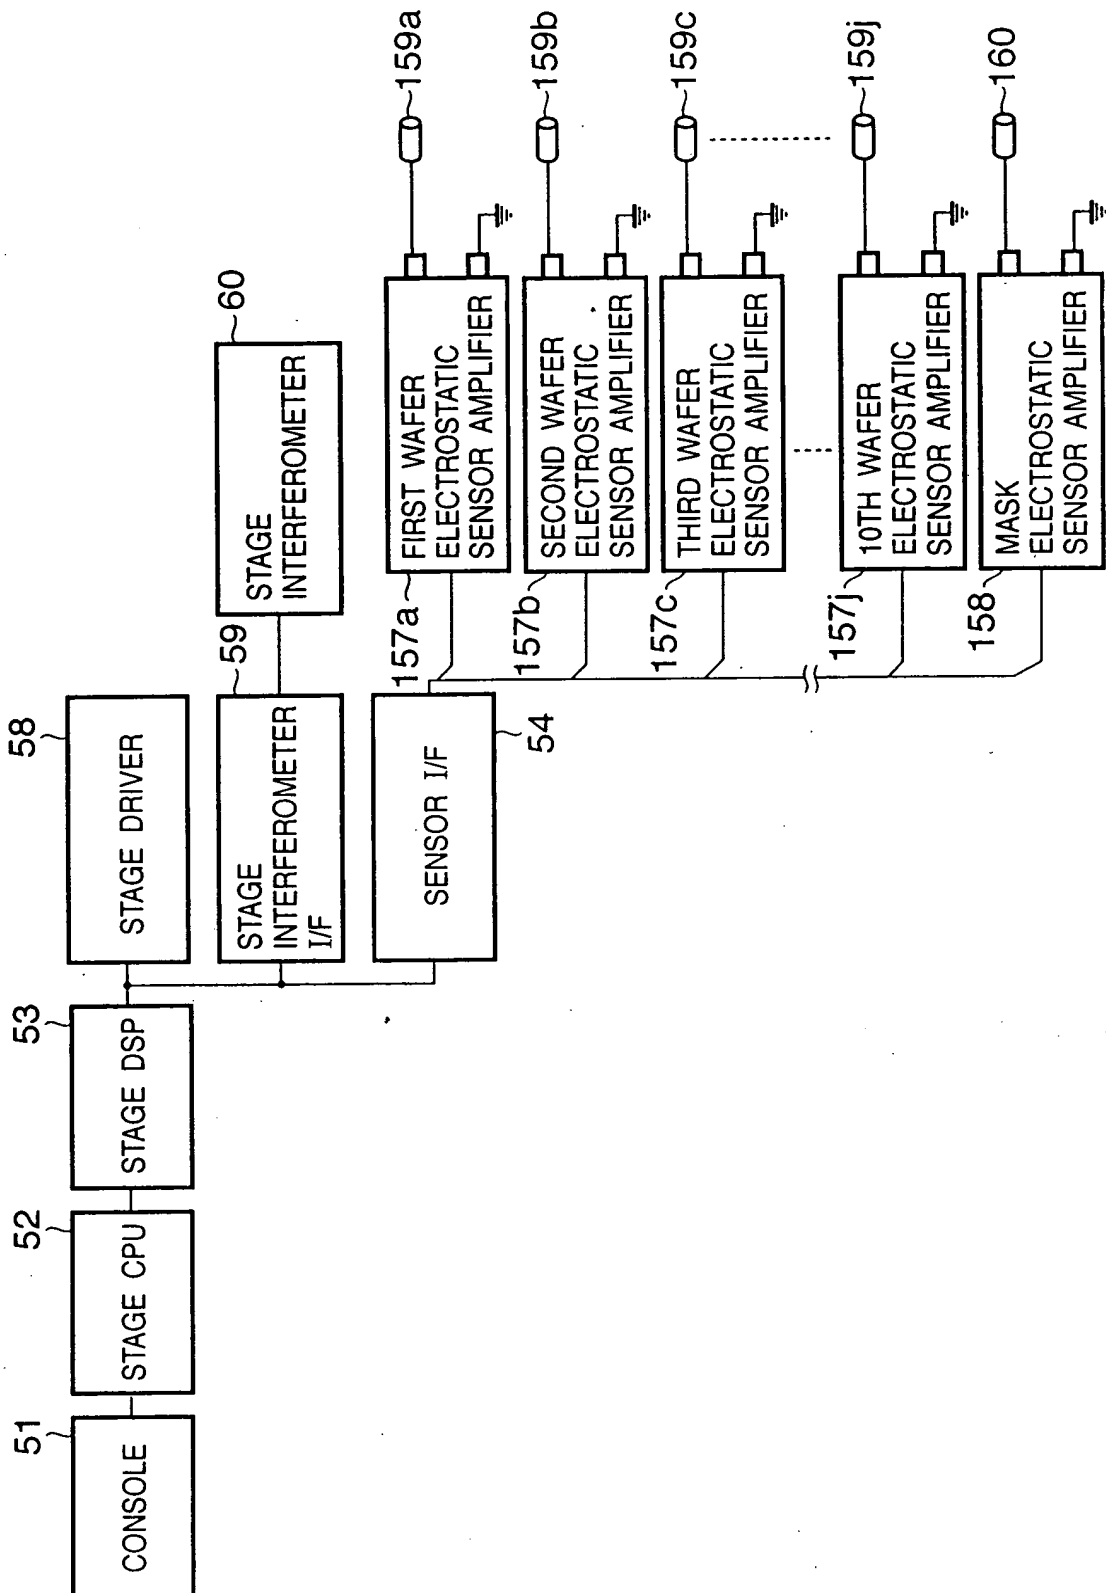 51
CONSOLE
52
STAGE CPU
53
STAGE DSP
58
STAGE DRIVER
59
STAGE
INTERFEROMETER
I/F
60
STAGE
INTERFEROMETER
54
SENSOR I/F
157a
FIRST WAFER
ELECTROSTATIC
SENSOR AMPLIFIER
159a
157b
SECOND WAFER
ELECTROSTATIC
SENSOR AMPLIFIER
159b
157c
THIRD WAFER
ELECTROSTATIC
SENSOR AMPLIFIER
159c
157j
10TH WAFER
ELECTROSTATIC
SENSOR AMPLIFIER
159j
158
MASK
ELECTROSTATIC
SENSOR AMPLIFIER
160